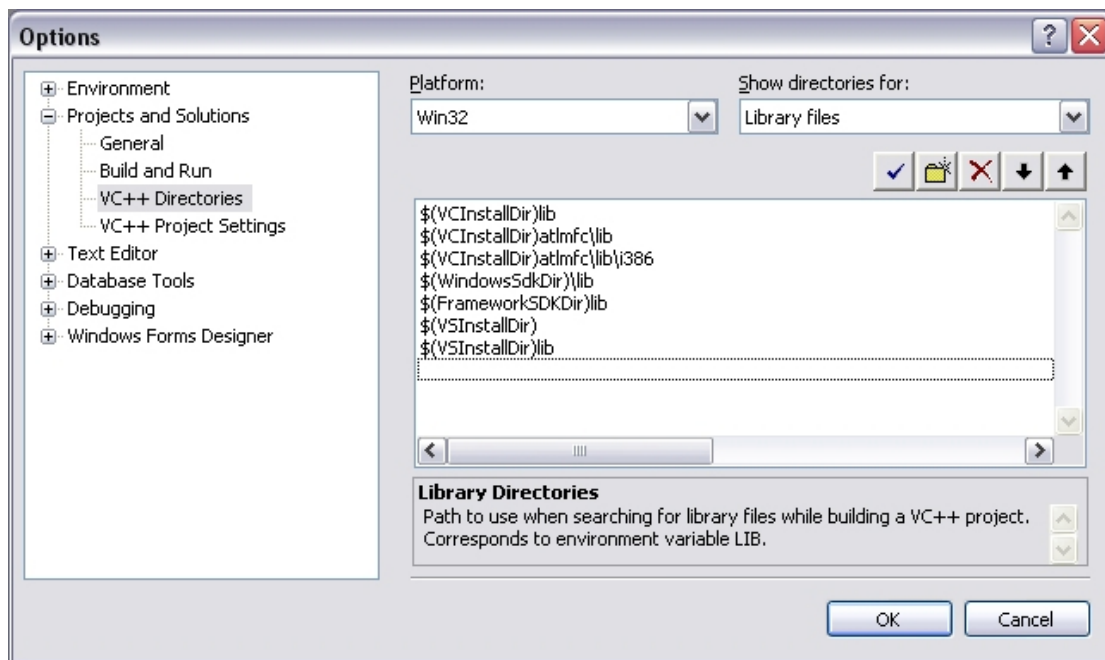 Options
Environment
Projects and Solutions
General
Build and Run
VC++ Directories
VC++ Project Settings
Text Editor
Database Tools
Debugging
Windows Forms Designer
Platform:
Win32
Show directories for:
Library files
$(VCInstallDir)lib
$(VCInstallDir)atlmfc\lib
$(VCInstallDir)atlmfc\lib\i386
$(WindowsSdkDir)\lib
$(FrameworkSDKDir)lib
$(VSInstallDir)
$(VSInstallDir)lib
Library Directories
Path to use when searching for library files while building a VC++ project.
Corresponds to environment variable LIB.
OK
Cancel